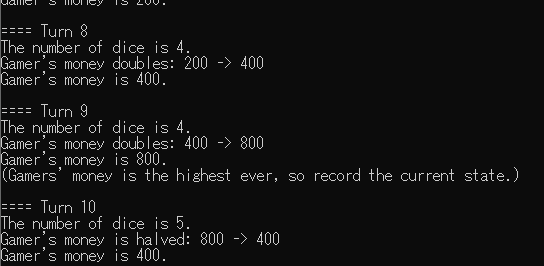 Gamer's money is 200.
==== Turn 8
The number of dice is 4.
Gamer's money doubles: 200 -> 400
Gamer's money is 400.
==== Turn 9
The number of dice is 4.
Gamer's money doubles: 400 -> 800
Gamer's money is 800.
(Gamers' money is the highest ever, so record the current state.)
==== Turn 10
The number of dice is 5.
Gamer's money is halved: 800 -> 400
Gamer's money is 400.